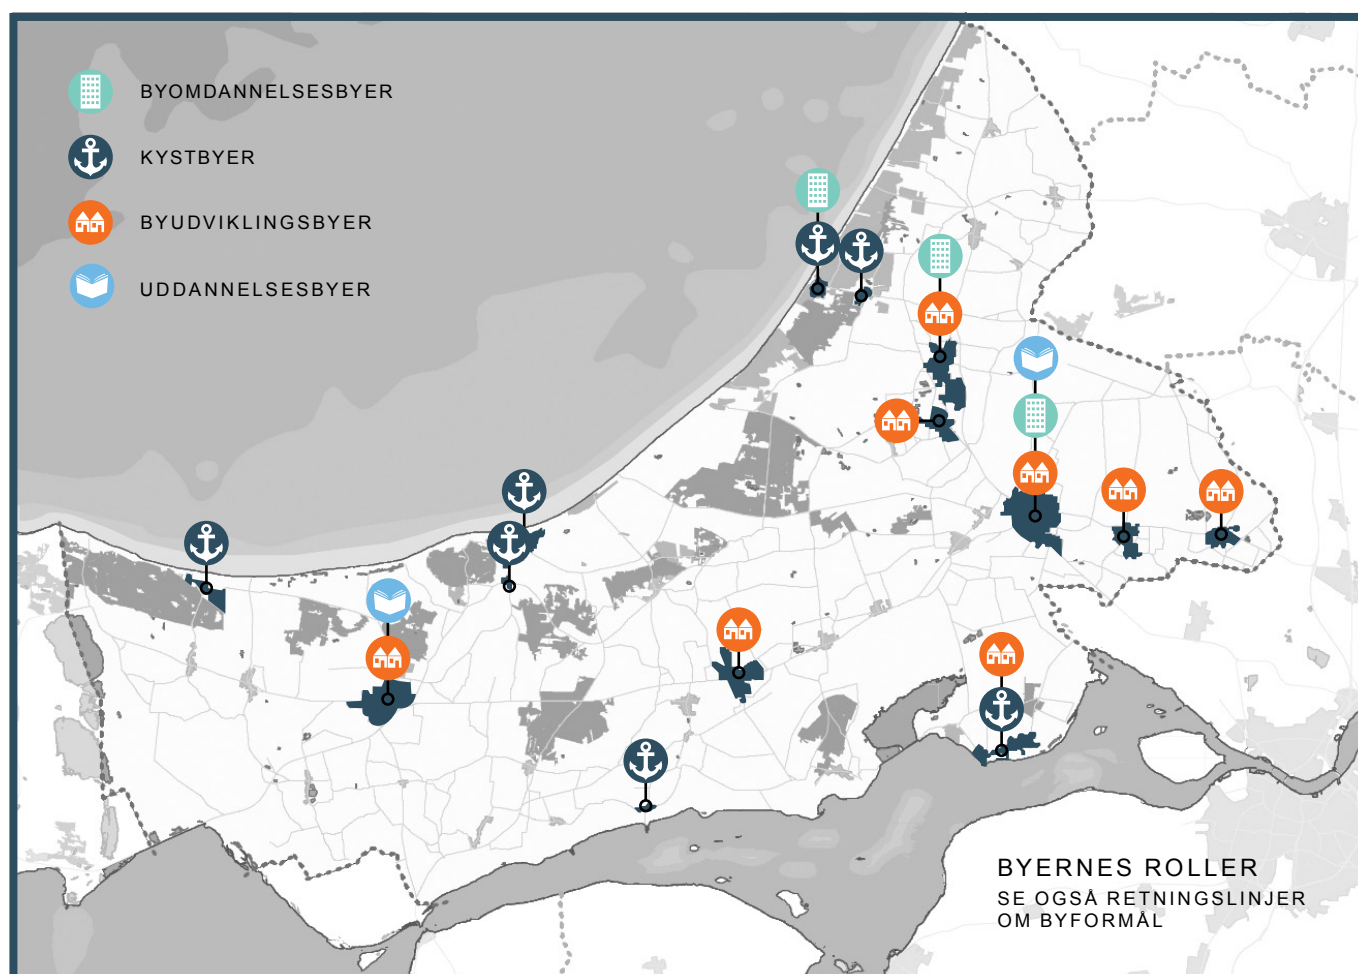 BYOMDANNELSESBYER
KYSTBYER
BYUDVIKLINGSBYER
UDDANNELSESBYER
BYERNES ROLLER
SE OGSÅ RETNINGSLINJER
OM BYFORMÅL